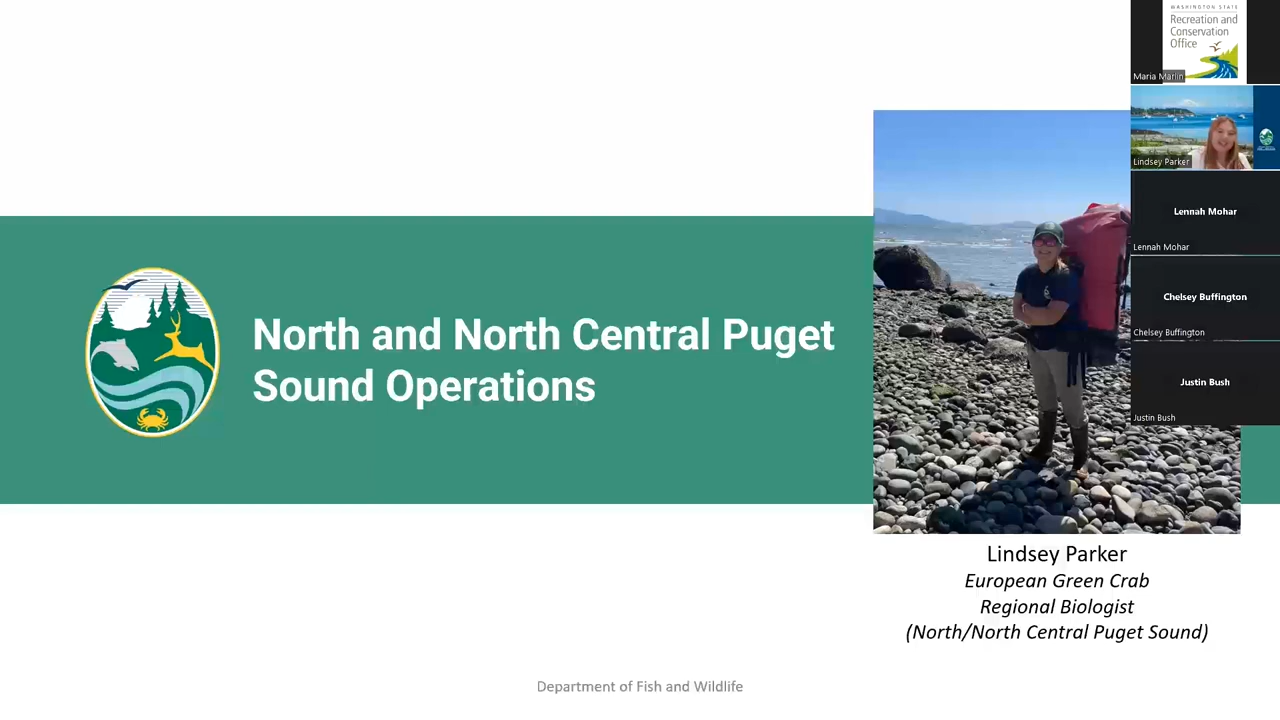 North and North Central Puget
Sound Operations
Lindsey Parker
European Green Crab
Regional Biologist
(North/North Central Puget Sound)
Department of Fish and Wildlife
WASHINGTON STATE
Recreation and
Conservation
Office
Maria Marlin
Lindsey Parker
Lennah Mohar
Lennah Mohar
Chelsey Buffington
Chelsey Buffington
Justin Bush
Justin Bush